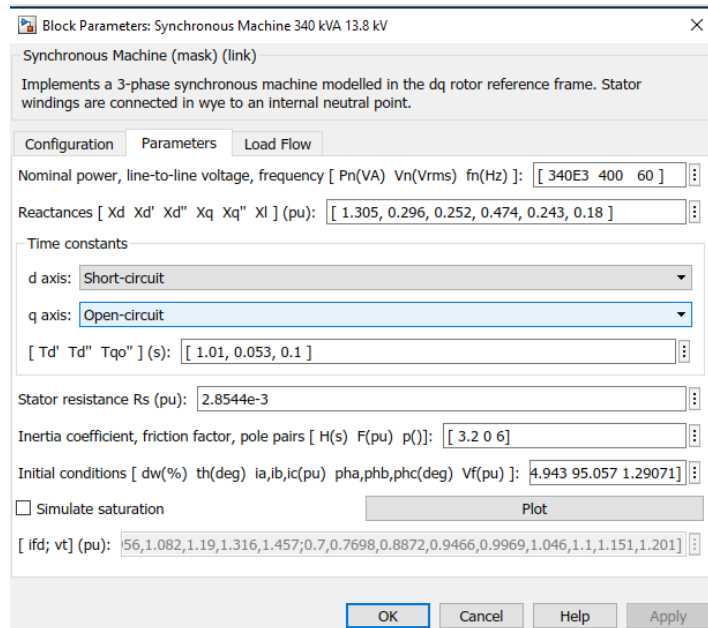 Block Parameters: Synchronous Machine 340 kVA 13.8 kV
Synchronous Machine (mask) (link)
Implements a 3-phase synchronous machine modelled in the dq rotor reference frame. Stator
windings are connected in wye to an internal neutral point.
Configuration Parameters Load Flow
Nominal power, line-to-line voltage, frequency [ Pn(VA) Vn(Vrms) fn(Hz) ]: [ 340E3 400 60 ]
Reactances [ Xd Xd' Xd" Xq Xq" Xl ] (pu): [ 1.305, 0.296, 0.252, 0.474, 0.243, 0.18 ]
Time constants
d axis: Short-circuit
q axis: Open-circuit
[ Td' Td" Tqo" ] (s): [ 1.01, 0.053, 0.1 ]
Stator resistance Rs (pu): 2.8544e-3
Inertia coefficient, friction factor, pole pairs [ H(s) F(pu) p()]: [ 3.2 0 6]
Initial conditions [ dw(%) th(deg) ia,ib,ic(pu) pha,phb,phc(deg) Vf(pu) ]: 4.943 95.057 1.29071]
Simulate saturation Plot
[ ifd; vt] (pu): 56,1.082,1.19,1.316,1.457;0.7,0.7698,0.8872,0.9466,0.9969,1.046,1.1,1.151,1.201]
OK Cancel Help Apply